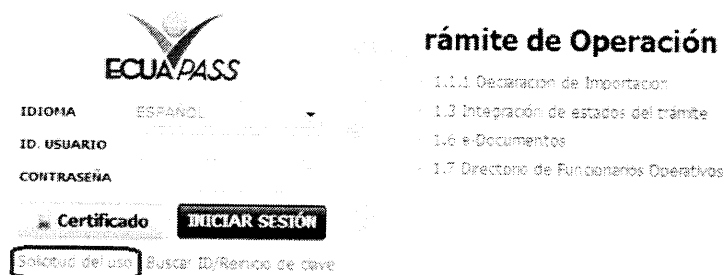 ECUAPASS
IDIOMA ESPAÑOL
ID. USUARIO
CONTRASEÑA
Certificado INICIAR SESIÓN
Solicitud del uso Buscar ID/Reinicio de clave
rámite de Operación
1.1.1 Declaración de Importación
1.3 Integración de estados del trámite
1.6 e-Documentos
1.7 Directorio de Funcionarios Operativos